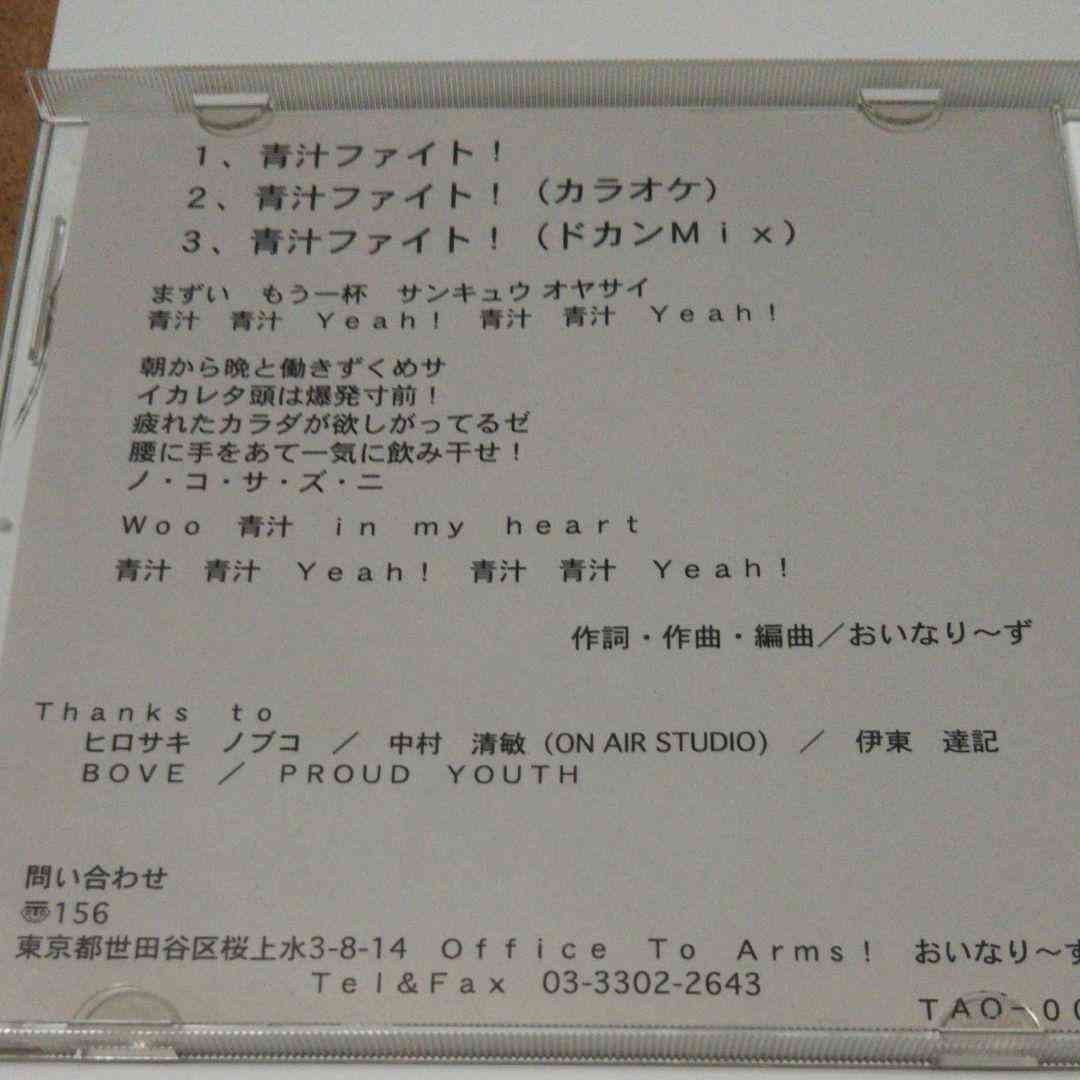 1、青汁ファイト！
2、青汁ファイト！（カラオケ）
3、青汁ファイト！（ドカンMix）
まずい　もう一杯　サンキュウ オヤサイ
青汁　青汁　Yeah！　青汁　青汁　Yeah！
朝から晩と働きずくめサ
イカレタ頭は爆発寸前！
疲れたカラダが欲しがってるゼ
腰に手をあて一気に飲み干せ！
ノ・コ・サ・ズ・ニ
Woo　青汁　in　my　heart
青汁　青汁　Yeah！　青汁　青汁　Yeah！
作詞・作曲・編曲／おいなり～ず
Thanks　to
ヒロサキ　ノブコ　／　中村　清敏（ON AIR STUDIO）　／　伊東　達記
BOVE　／　PROUD　YOUTH
問い合わせ
〠156
東京都世田谷区桜上水3-8-14　Office　To　Arms！　おいなり～ず
Tel＆Fax　03-3302-2643
TAO-00